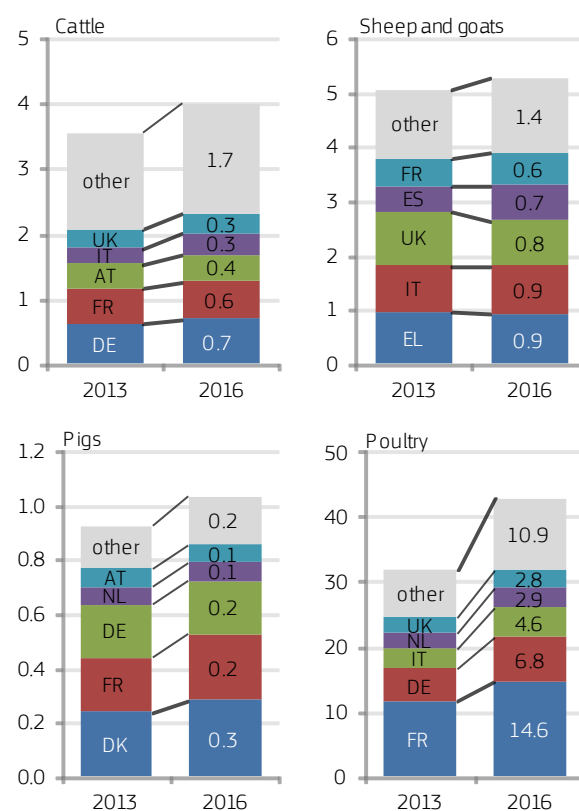 Cattle
5
4
3
2
1
0
other
UK
IT
AT
FR
DE
1.7
0.3
0.3
0.4
0.6
0.7
2013 2016
Sheep and goats
6
5
4
3
2
1
0
other
FR
ES
UK
IT
EL
1.4
0.6
0.7
0.8
0.9
0.9
2013 2016
Pigs
1.2
1.0
0.8
0.6
0.4
0.2
0.0
other
AT
NL
DE
FR
DK
0.2
0.1
0.1
0.2
0.2
0.3
2013 2016
Poultry
50
40
30
20
10
0
other
UK
NL
IT
DE
FR
10.9
2.8
2.9
4.6
6.8
14.6
2013 2016